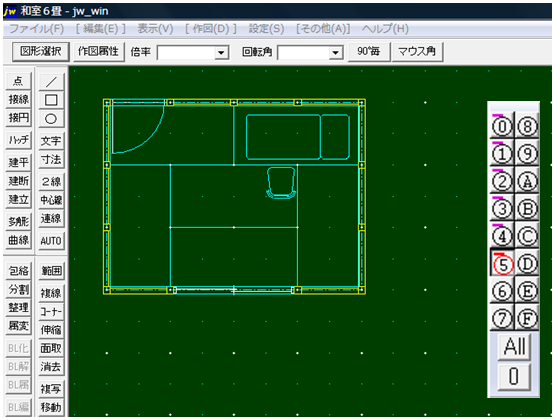 jw 和室６畳 - jw_win
ファイル(F) [ 編集(E) ] 表示(V) [ 作図(D) ] 設定(S) [その他(A)] ヘルプ(H)
図形選択 作図属性 倍率 回転角 90°毎 マウス角
点 ／
接線 □
接円 ○
ハッチ 文字
建平 寸法
建断 ２線
建立 中心線
多角形 連線
曲線 AUTO
包絡 範囲
分割 複線
整理 コーナー
属変 伸縮
BL化 面取
BL解 消去
BL属 複写
BL編 移動
0 8
1 9
2 A
3 B
4 C
5 D
6 E
7 F
All
0